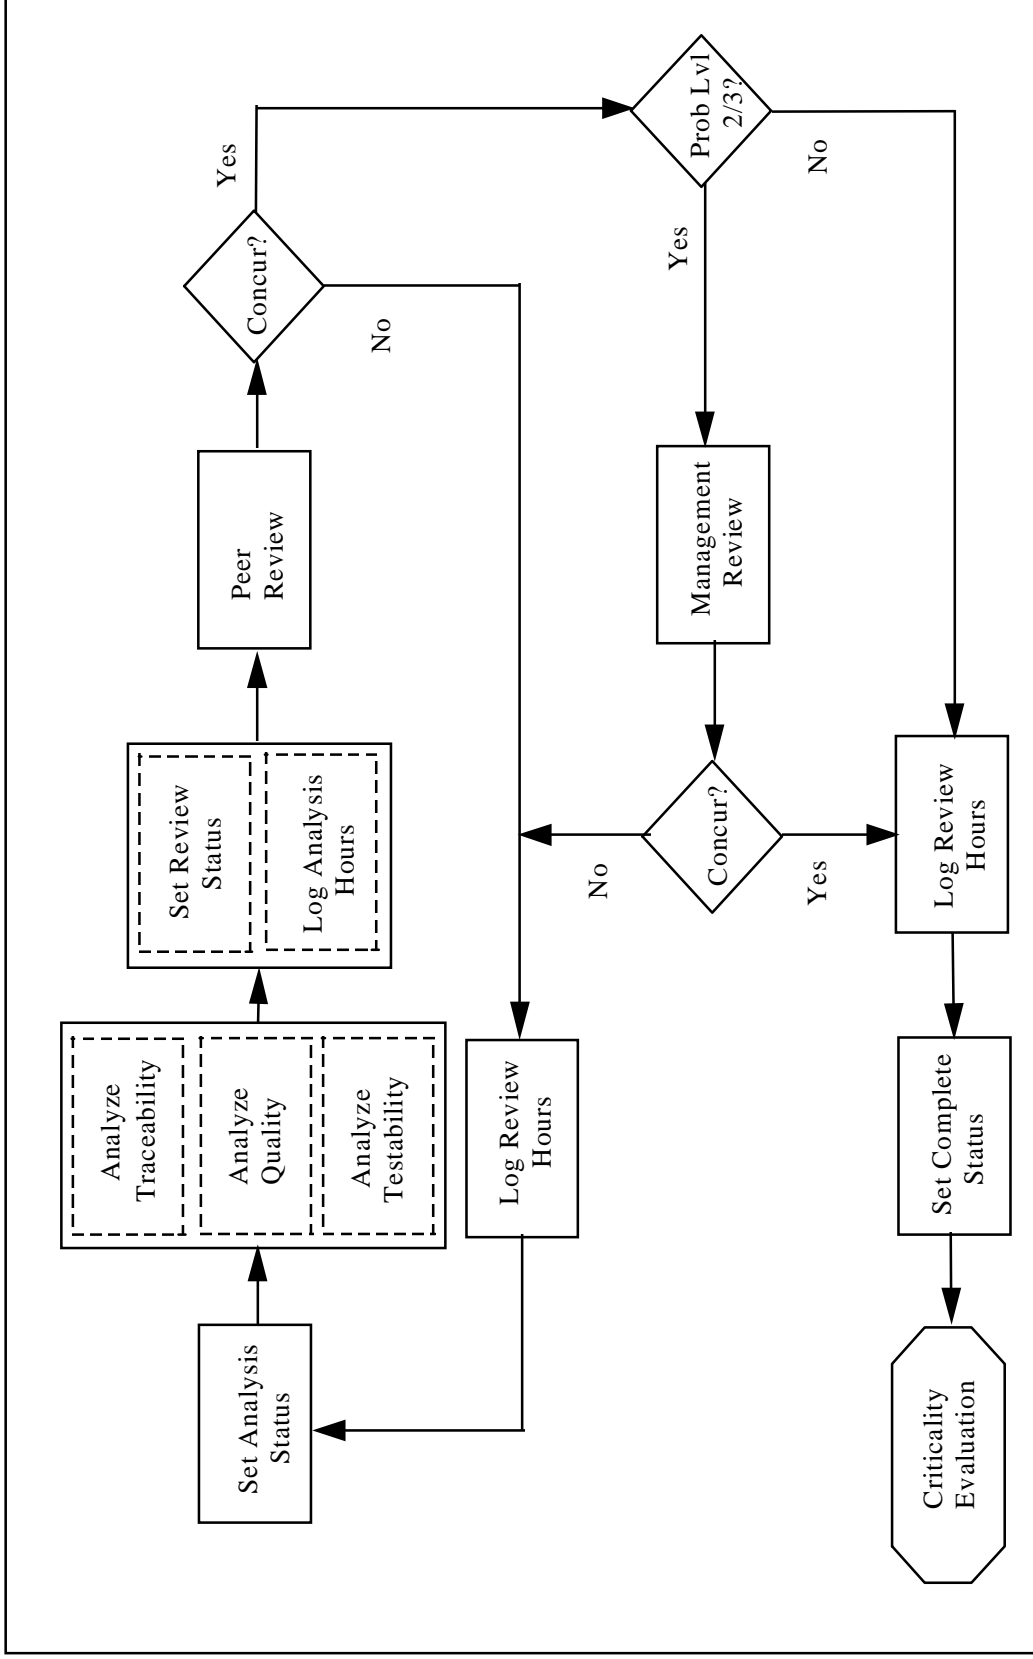 Set Analysis
Status
Analyze
Traceability
Analyze
Quality
Analyze
Testability
Set Review
Status
Log Analysis
Hours
Peer
Review
Concur?
Yes
No
Log Review
Hours
Prob Lvl
2/3?
Yes
No
Management
Review
Concur?
No
Yes
Log Review
Hours
Set Complete
Status
Criticality
Evaluation